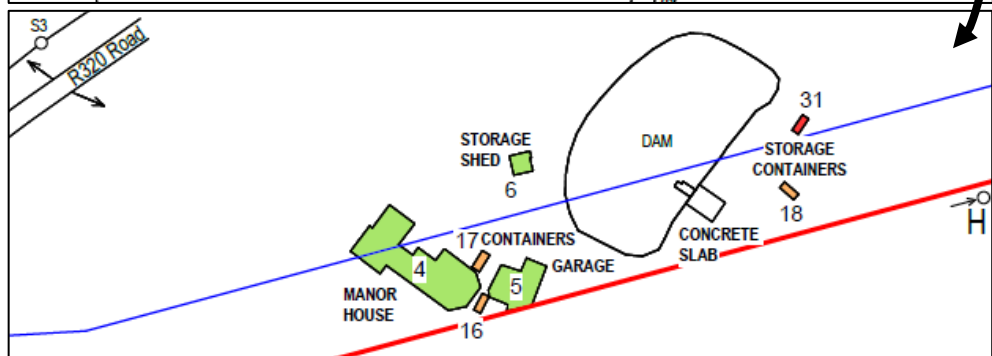 S3
R320 Road
31
DAM
STORAGE
SHED
STORAGE
CONTAINERS
6
18
H
17 CONTAINERS
CONCRETE
SLAB
4
GARAGE
5
MANOR
HOUSE
16